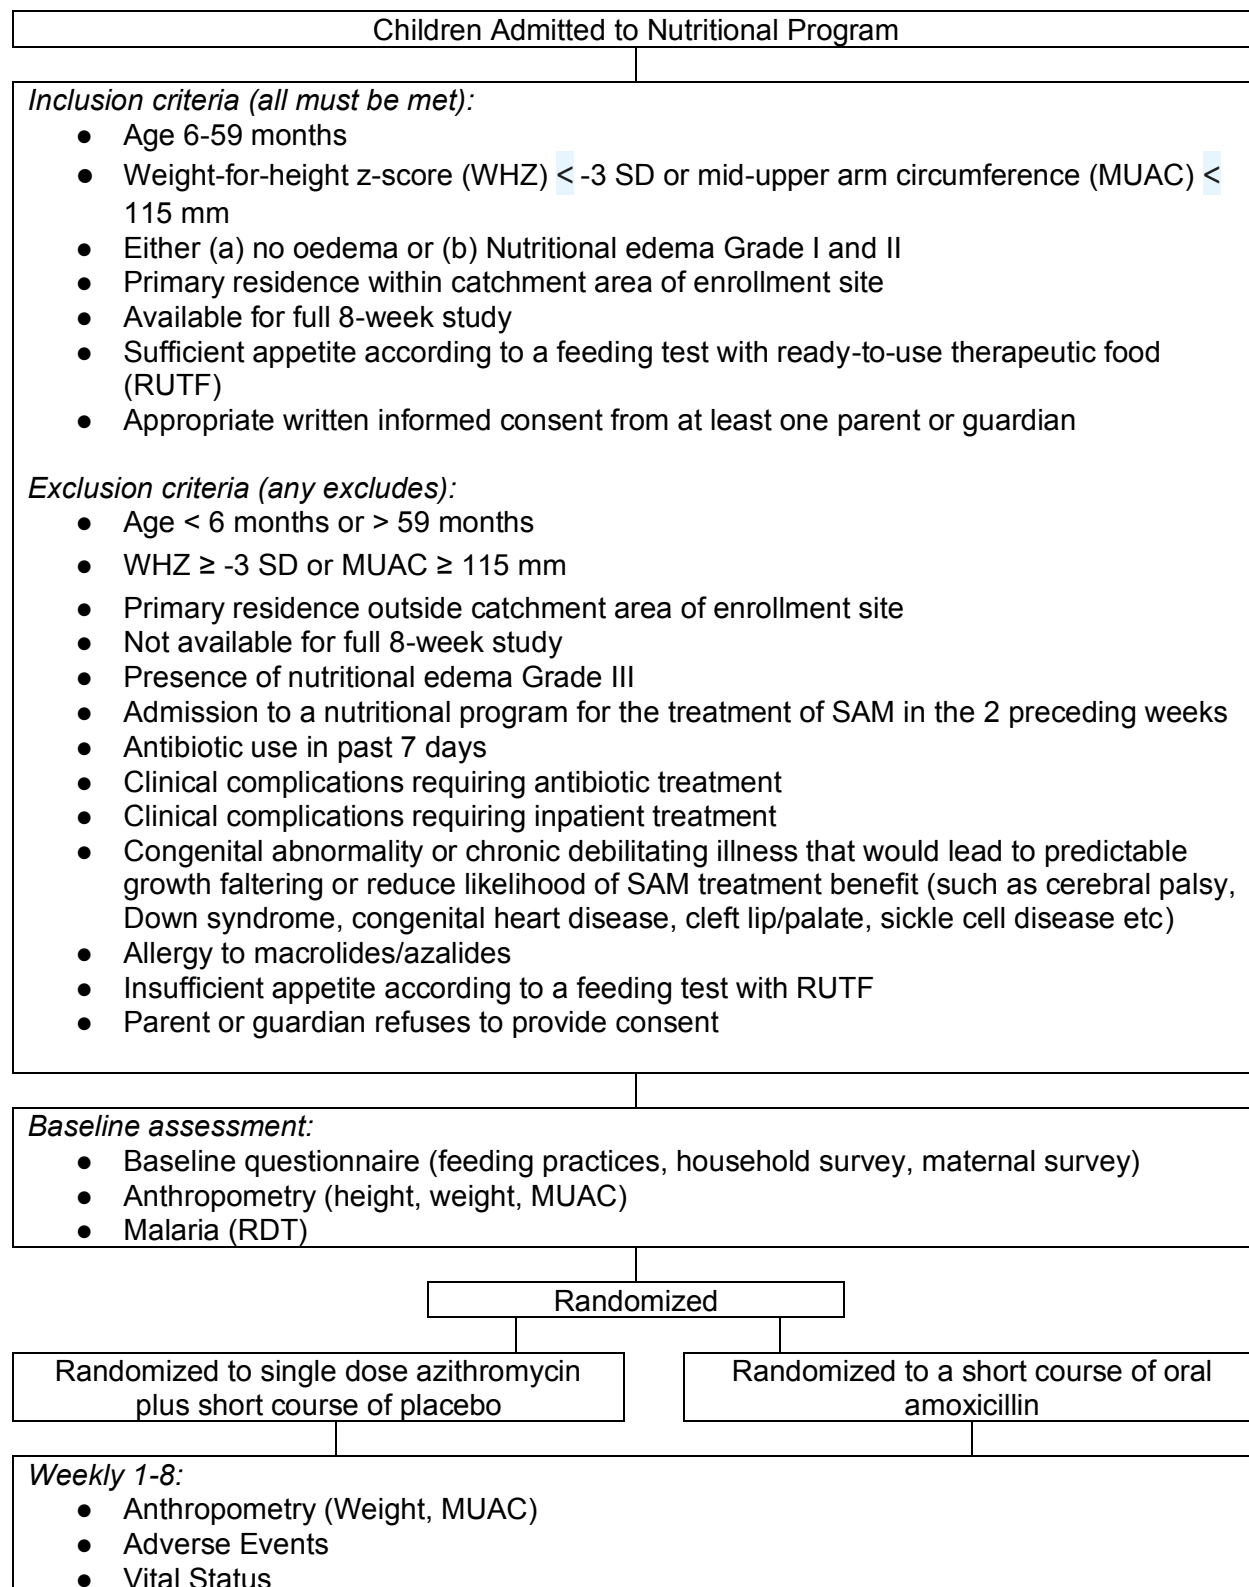 Children Admitted to Nutritional Program
Inclusion criteria (all must be met):
● Age 6-59 months
● Weight-for-height z-score (WHZ) < -3 SD or mid-upper arm circumference (MUAC) <
115 mm
● Either (a) no oedema or (b) Nutritional edema Grade I and II
● Primary residence within catchment area of enrollment site
● Available for full 8-week study
● Sufficient appetite according to a feeding test with ready-to-use therapeutic food
(RUTF)
● Appropriate written informed consent from at least one parent or guardian
Exclusion criteria (any excludes):
● Age < 6 months or > 59 months
● WHZ ≥ -3 SD or MUAC ≥ 115 mm
● Primary residence outside catchment area of enrollment site
● Not available for full 8-week study
● Presence of nutritional edema Grade III
● Admission to a nutritional program for the treatment of SAM in the 2 preceding weeks
● Antibiotic use in past 7 days
● Clinical complications requiring antibiotic treatment
● Clinical complications requiring inpatient treatment
● Congenital abnormality or chronic debilitating illness that would lead to predictable
growth faltering or reduce likelihood of SAM treatment benefit (such as cerebral palsy,
Down syndrome, congenital heart disease, cleft lip/palate, sickle cell disease etc)
● Allergy to macrolides/azalides
● Insufficient appetite according to a feeding test with RUTF
● Parent or guardian refuses to provide consent
Baseline assessment:
● Baseline questionnaire (feeding practices, household survey, maternal survey)
● Anthropometry (height, weight, MUAC)
● Malaria (RDT)
Randomized
Randomized to single dose azithromycin
plus short course of placebo
Randomized to a short course of oral
amoxicillin
Weekly 1-8:
● Anthropometry (Weight, MUAC)
● Adverse Events
● Vital Status